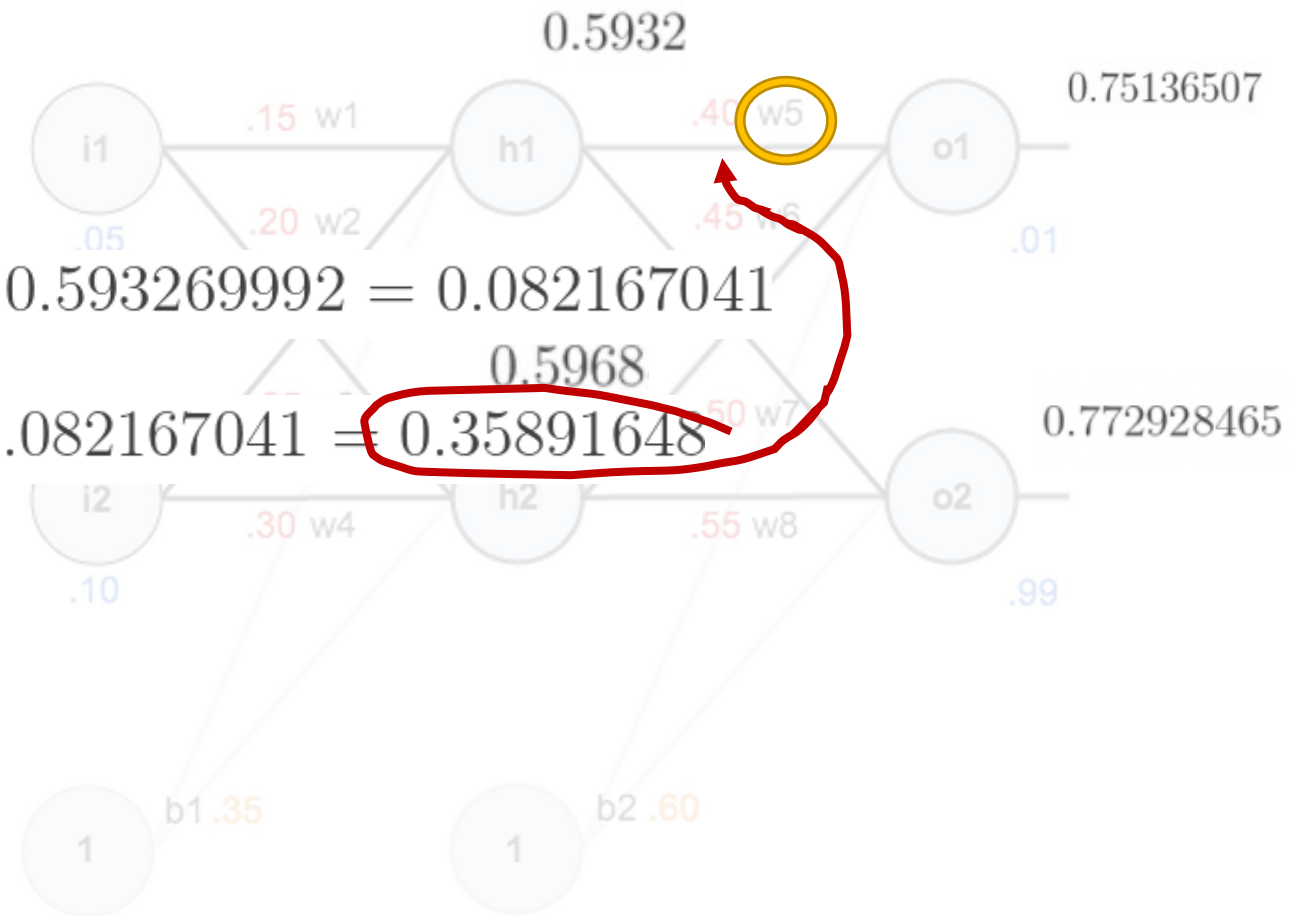 0.5932
0.75136507
.15 w1
.40 w5
i1
h1
o1
.20 w2
.45 w6
.05
.01
0.593269992 = 0.082167041
0.5968
.50 w7
.082167041 = 0.35891648
0.772928465
i2
h2
o2
.30 w4
.55 w8
.10
.99
b1 .35
b2 .60
1
1